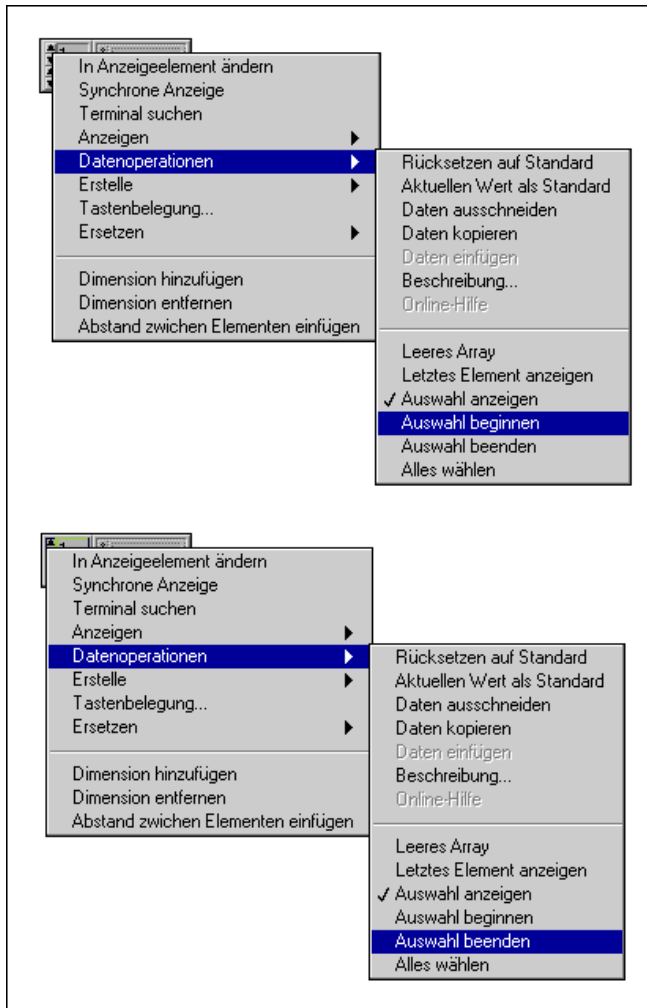 In Anzeigeelement ändern
Synchrone Anzeige
Terminal suchen
Anzeigen
Datenoperationen
Erstelle
Tastenbelegung...
Ersetzen
Dimension hinzufügen
Dimension entfernen
Abstand zwichen Elementen einfügen
Rücksetzen auf Standard
Aktuellen Wert als Standard
Daten ausschneiden
Daten kopieren
Daten einfügen
Beschreibung...
Online-Hilfe
Leeres Array
Letztes Element anzeigen
✓ Auswahl anzeigen
Auswahl beginnen
Auswahl beenden
Alles wählen
In Anzeigeelement ändern
Synchrone Anzeige
Terminal suchen
Anzeigen
Datenoperationen
Erstelle
Tastenbelegung...
Ersetzen
Dimension hinzufügen
Dimension entfernen
Abstand zwichen Elementen einfügen
Rücksetzen auf Standard
Aktuellen Wert als Standard
Daten ausschneiden
Daten kopieren
Daten einfügen
Beschreibung...
Online-Hilfe
Leeres Array
Letztes Element anzeigen
✓ Auswahl anzeigen
Auswahl beginnen
Auswahl beenden
Alles wählen